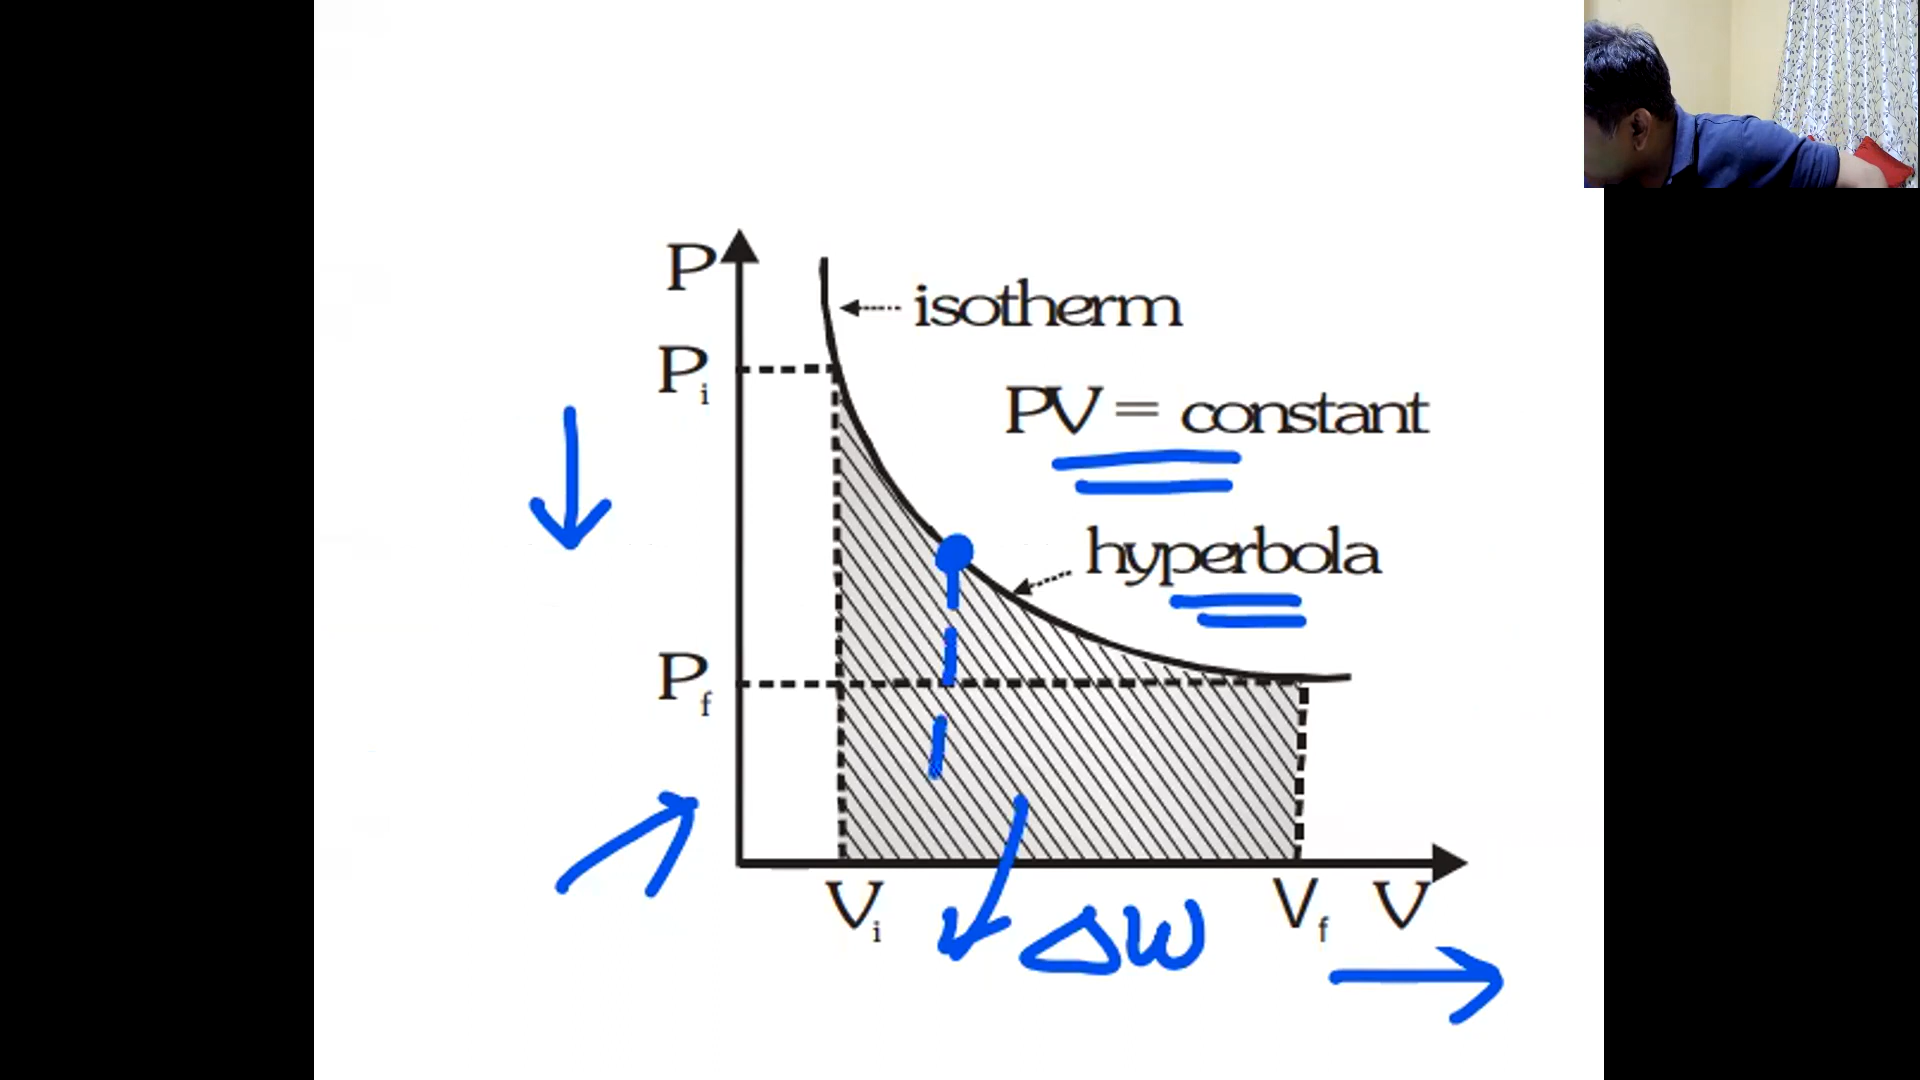 P
isotherm
Pi
PV = constant
hyperbola
Pf
Vi
Vf
V
ΔW